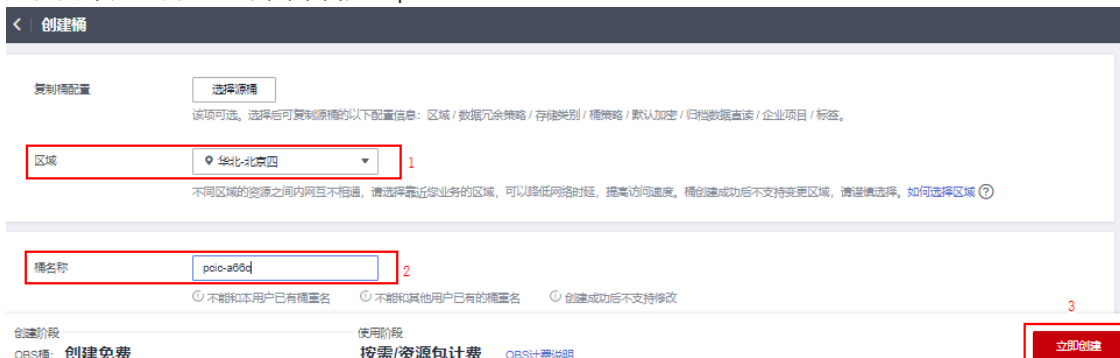 < 创建桶
复制桶配置 选择源桶
该项可选。选择后可复制源桶的以下配置信息：区域 / 数据冗余策略 / 存储类别 / 桶策略 / 默认加密 / 归档数据直读 / 企业项目 / 标签。
区域 华北-北京四 1
不同区域的资源之间内网互不相通，请选择靠近您业务的区域，可以降低网络时延，提高访问速度。桶创建成功后不支持变更区域，请谨慎选择。如何选择区域
桶名称 pcic-a66c 2
不能和本用户已有桶重名 不能和其他用户已有的桶重名 创建成功后不支持修改
3
创建阶段 使用阶段
OBS桶: 创建免费 按需/资源包计费 OBS计费说明 立即创建